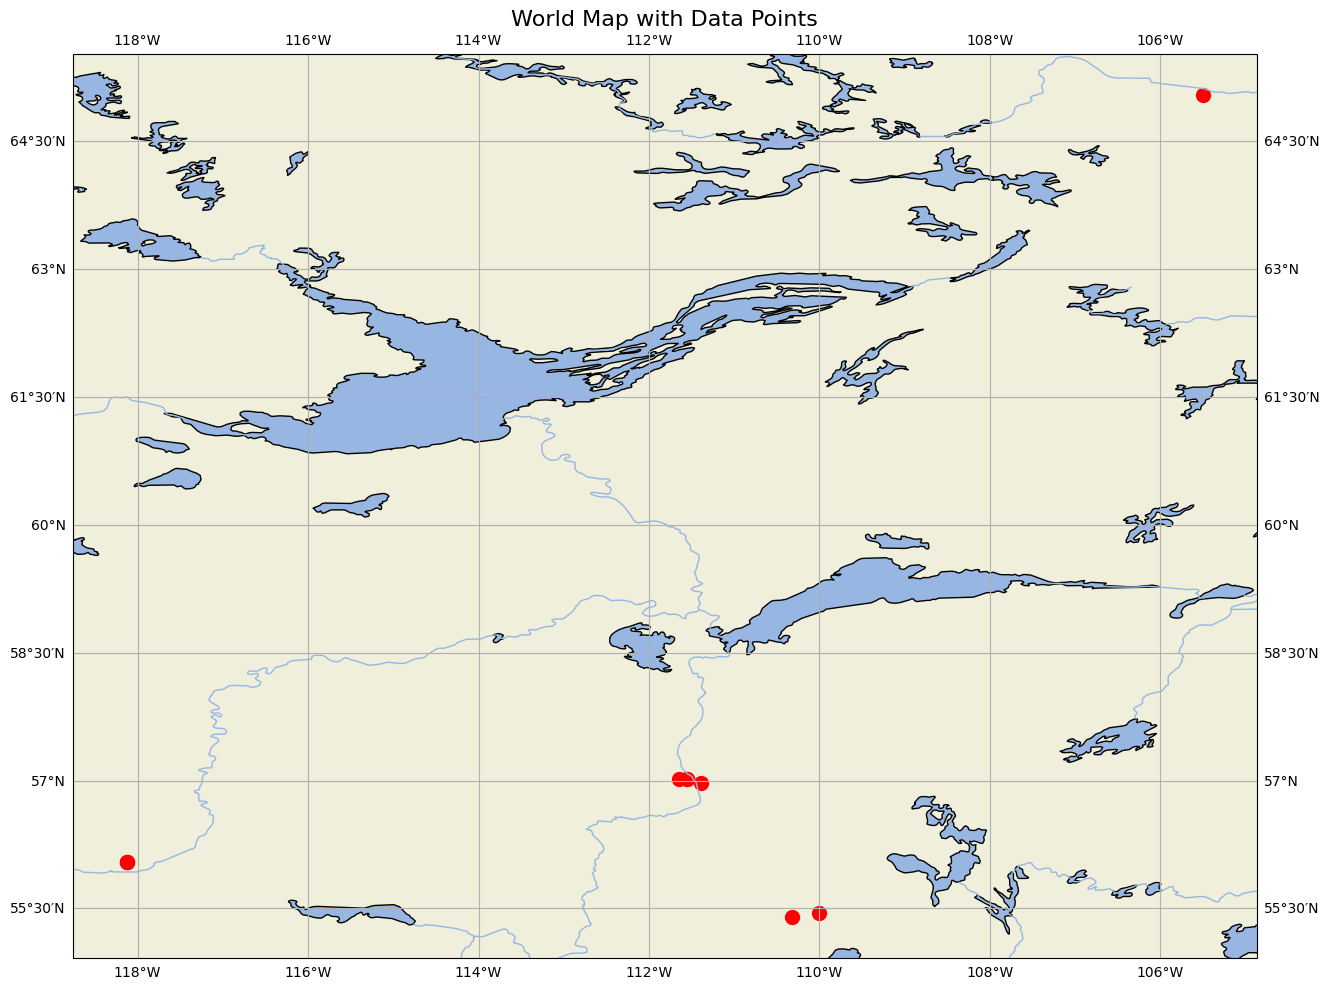 World Map with Data Points
118°W 116°W 114°W 112°W 110°W 108°W 106°W
64°30′N 64°30′N
63°N 63°N
61°30′N 61°30′N
60°N 60°N
58°30′N 58°30′N
57°N 57°N
55°30′N 55°30′N
118°W 116°W 114°W 112°W 110°W 108°W 106°W